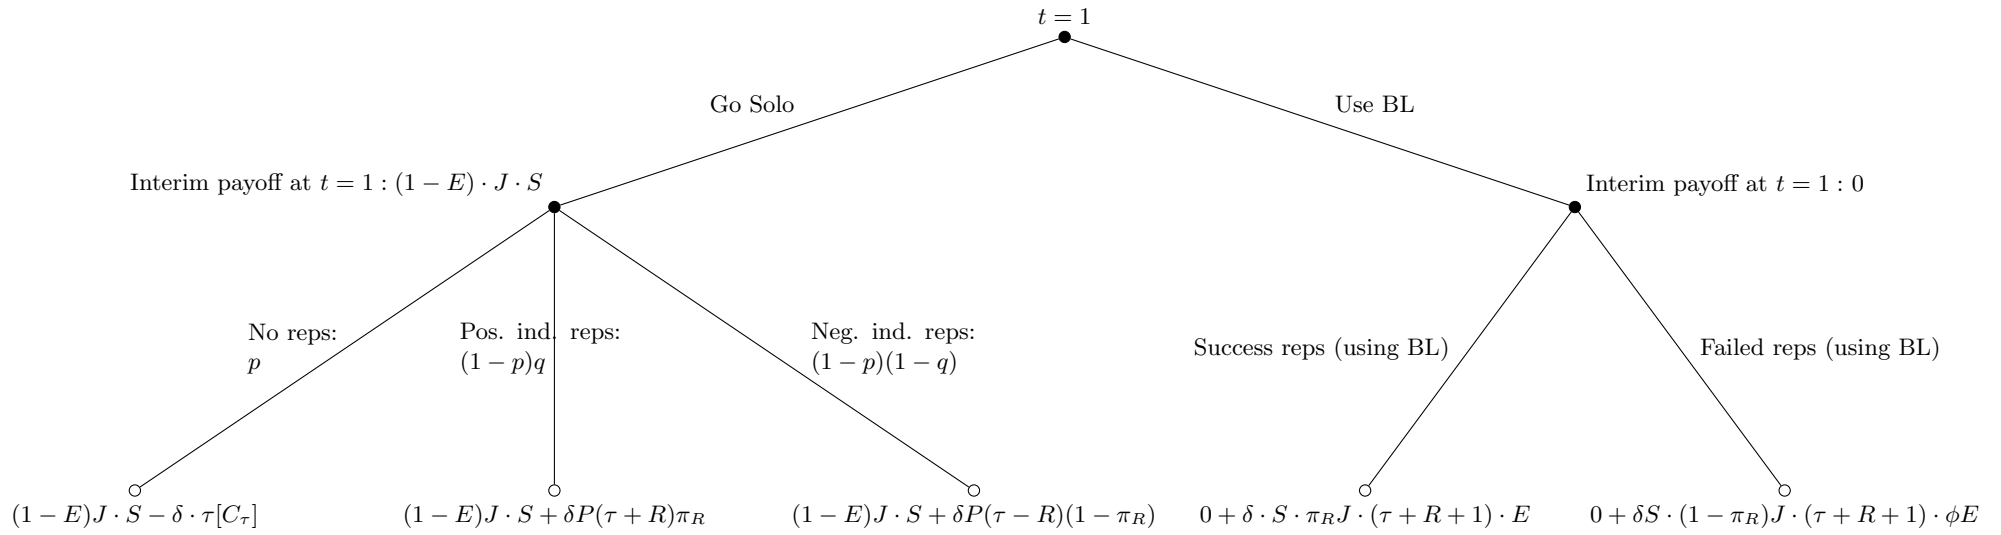 t = 1
Go Solo
Use BL
Interim payoff at t = 1 : (1 − E) · J · S
Interim payoff at t = 1 : 0
No reps:
p
Pos. ind. reps:
(1 − p)q
Neg. ind. reps:
(1 − p)(1 − q)
Success reps (using BL)
Failed reps (using BL)
(1 − E)J · S − δ · τ[C_τ]
(1 − E)J · S + δP(τ + R)π_R
(1 − E)J · S + δP(τ − R)(1 − π_R)
0 + δ · S · π_R J · (τ + R + 1) · E
0 + δS · (1 − π_R)J · (τ + R + 1) · ϕE